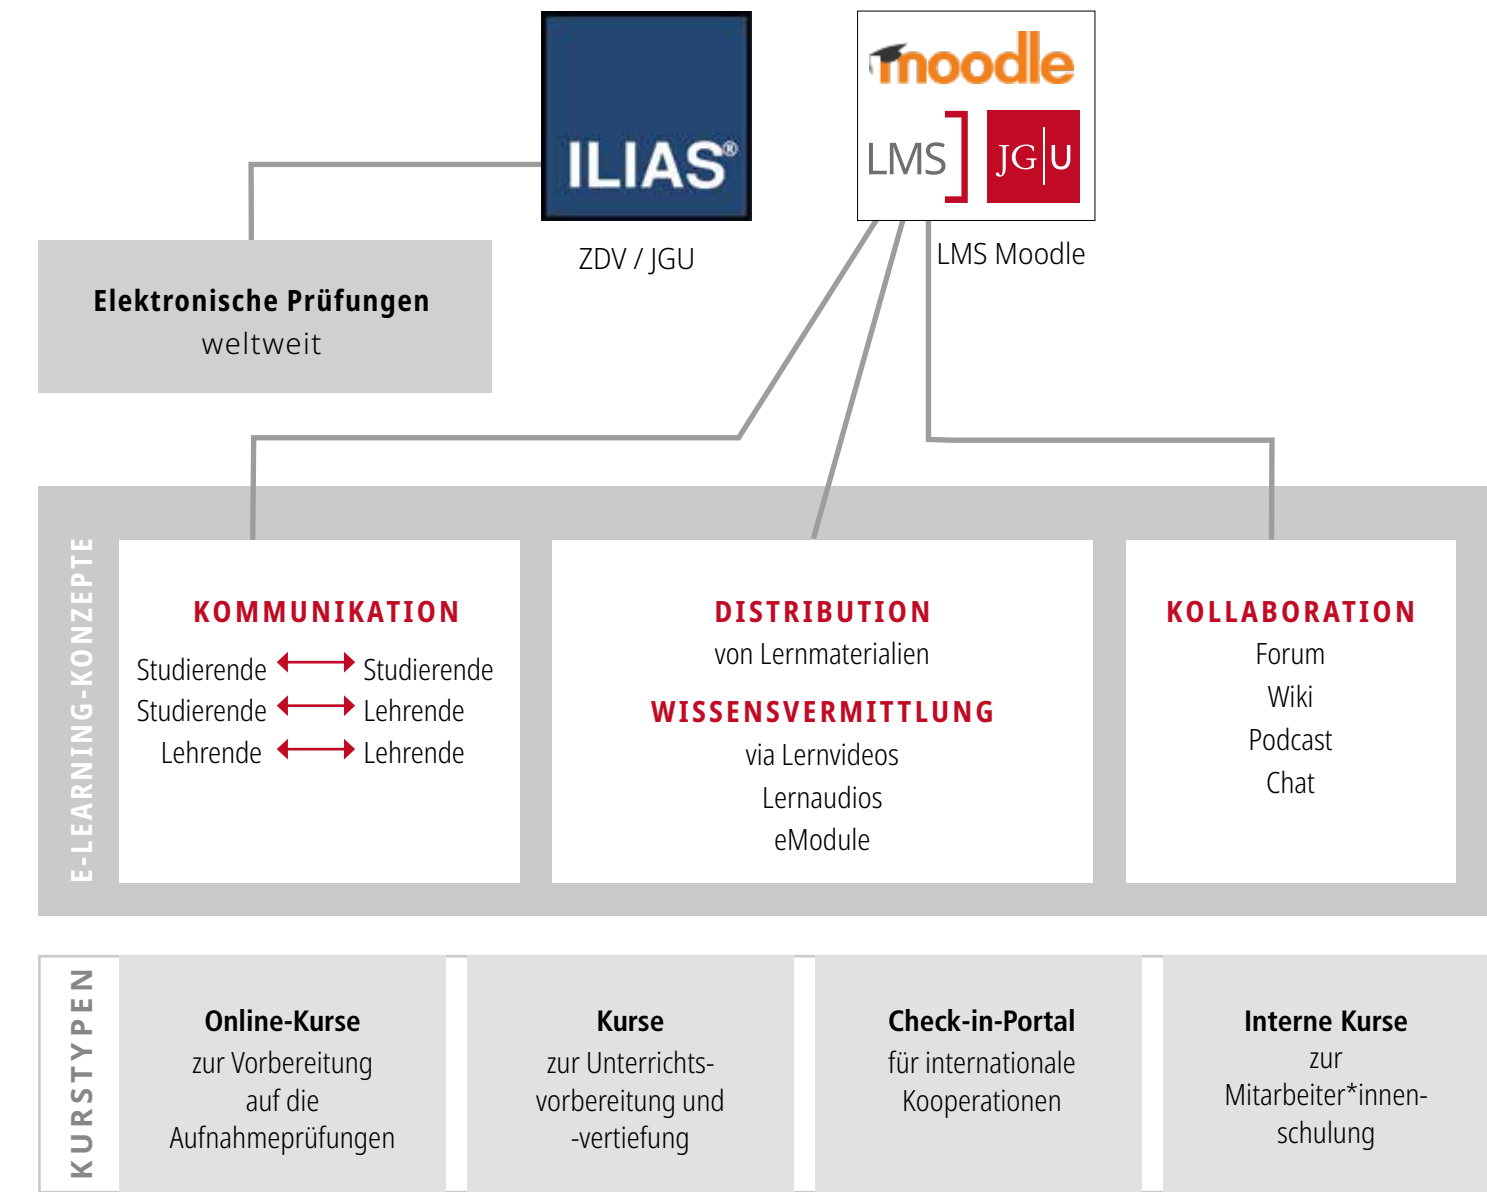 ILIAS®
ZDV / JGU
moodle
LMS]
JG|U
LMS Moodle
Elektronische Prüfungen
weltweit
E-LEARNING-KONZEPTE
KOMMUNIKATION
Studierende ↔ Studierende
Studierende ↔ Lehrende
Lehrende ↔ Lehrende
DISTRIBUTION
von Lernmaterialien
WISSENSVERMITTLUNG
via Lernvideos
Lernaudios
eModule
KOLLABORATION
Forum
Wiki
Podcast
Chat
KURSTYPEN
Online-Kurse
zur Vorbereitung
auf die
Aufnahmeprüfungen
Kurse
zur Unterrichts-
vorbereitung und
-vertiefung
Check-in-Portal
für internationale
Kooperationen
Interne Kurse
zur
Mitarbeiter*innen-
schulung